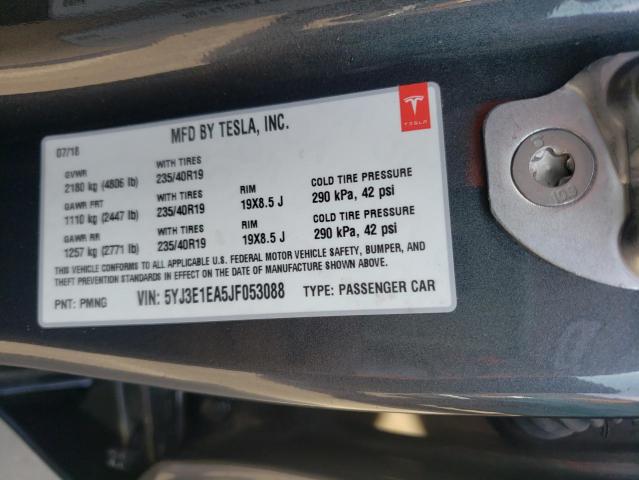 MFD BY TESLA, INC.
TESLA
07/18
GVWR WITH TIRES
2180 kg (4806 lb) 235/40R19
GAWR FRT WITH TIRES RIM COLD TIRE PRESSURE
1110 kg (2447 lb) 235/40R19 19X8.5 J 290 kPa, 42 psi
GAWR RR WITH TIRES RIM COLD TIRE PRESSURE
1257 kg (2771 lb) 235/40R19 19X8.5 J 290 kPa, 42 psi
THIS VEHICLE CONFORMS TO ALL APPLICABLE U.S. FEDERAL MOTOR VEHICLE SAFETY, BUMPER, AND
THEFT PREVENTION STANDARDS IN EFFECT ON THE DATE OF MANUFACTURE SHOWN ABOVE.
PNT: PMNG VIN: 5YJ3E1EA5JF053088 TYPE: PASSENGER CAR